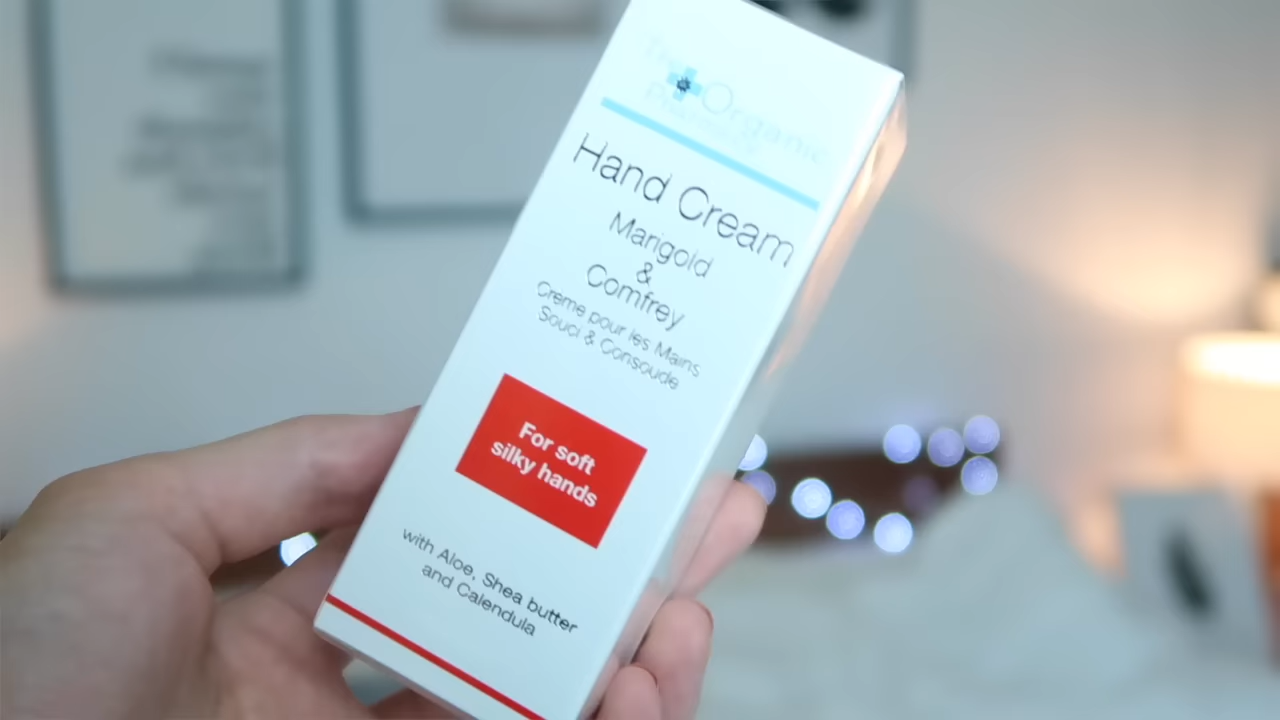 Organic
Hand Cream
Marigold
&
Comfrey
Crème pour les Mains
Souci & Consoude
For soft
silky hands
with Aloe, Shea butter
and Calendula